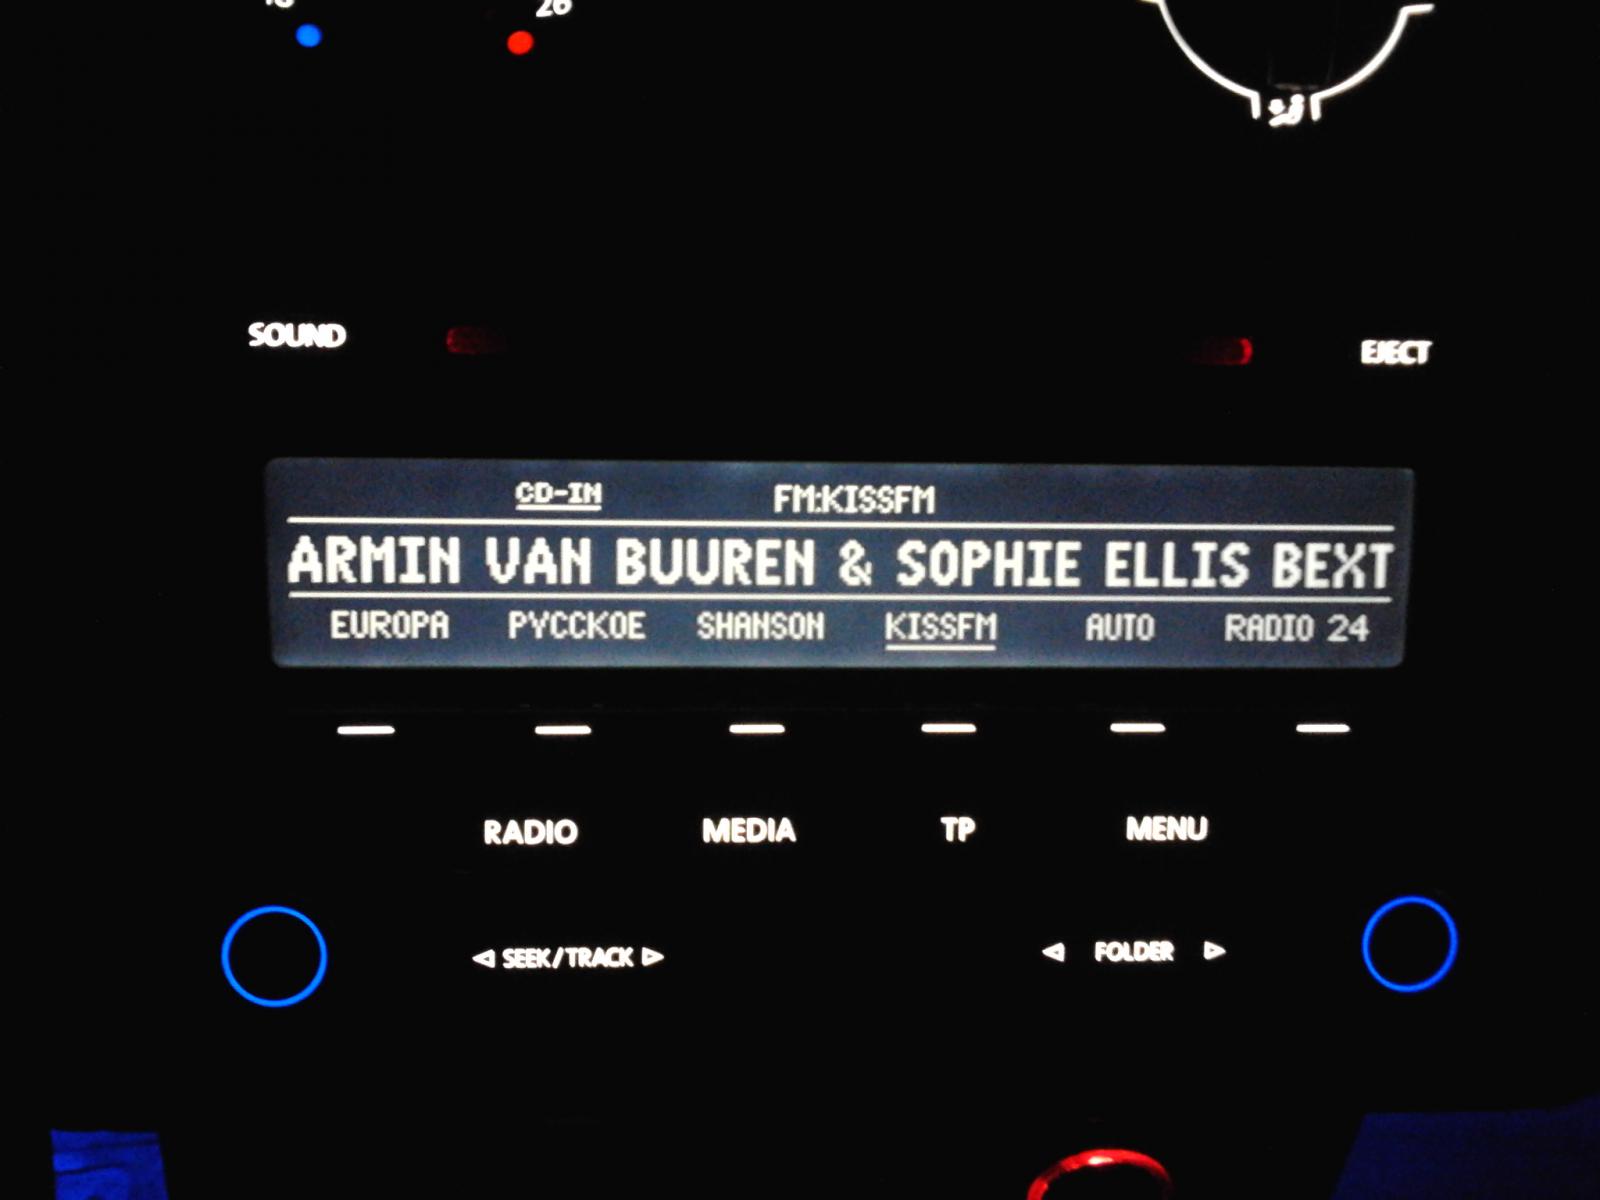 26
SOUND EJECT
CD-IN FM:KISSFM
ARMIN VAN BUUREN & SOPHIE ELLIS BEXT
EUROPA PYCCKOE SHANSON KISSFM AUTO RADIO 24
RADIO MEDIA TP MENU
SEEK/TRACK FOLDER